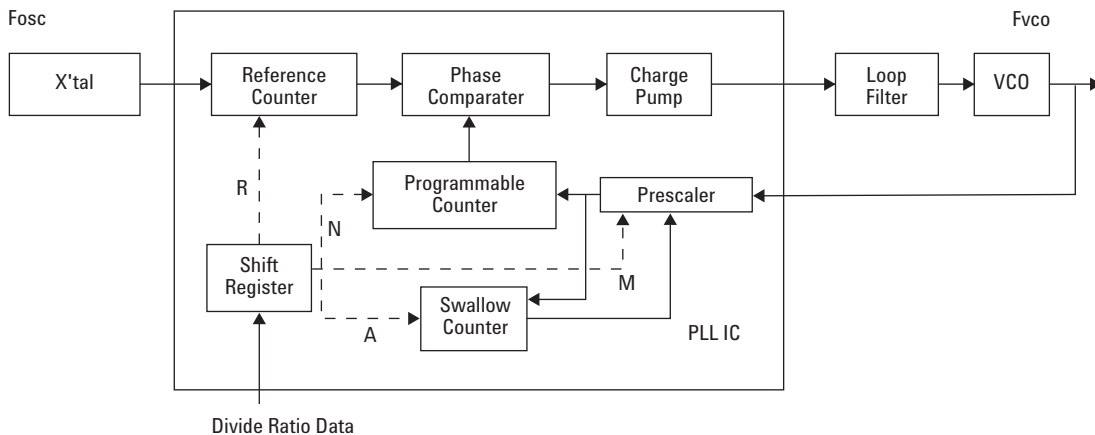 Fosc
Fvco
X'tal
Reference
Counter
Phase
Comparater
Charge
Pump
Loop
Filter
VCO
R
Programmable
Counter
Prescaler
N
Shift
Register
M
Swallow
Counter
A
PLL IC
Divide Ratio Data